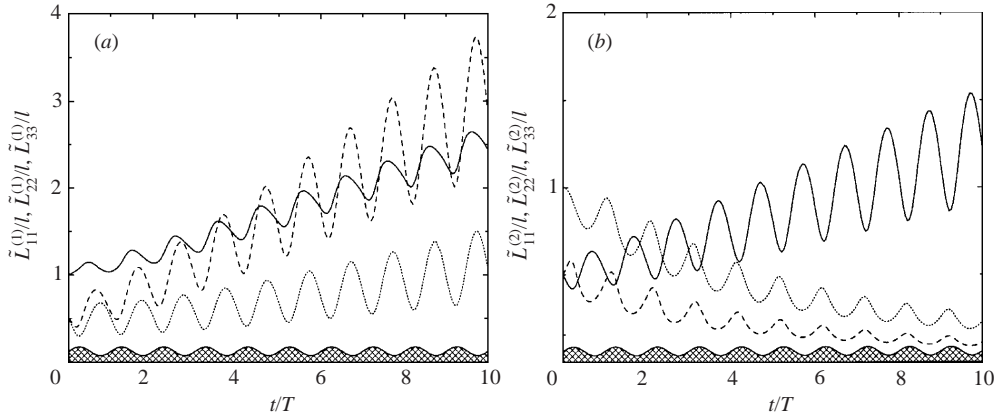 4
3
2
1
0
(a)
L̃₁₁⁽¹⁾/l, L̃₂₂⁽¹⁾/l, L̃₃₃⁽¹⁾/l
0 2 4 6 8 10
t/T
2
1
0
(b)
L̃₁₁⁽²⁾/l, L̃₂₂⁽²⁾/l, L̃₃₃⁽²⁾/l
2 4 6 8 10
t/T